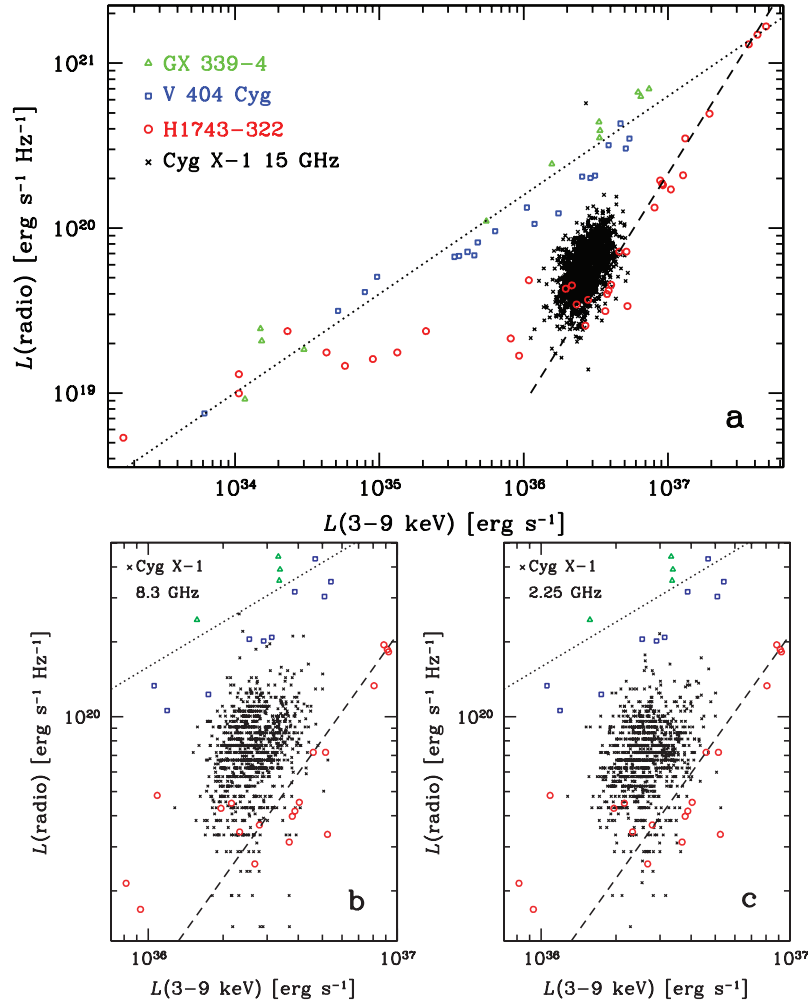 10²¹
10²⁰
10¹⁹
L(radio) [erg s⁻¹ Hz⁻¹]
GX 339-4
V 404 Cyg
H1743-322
Cyg X-1 15 GHz
a
10³⁴ 10³⁵ 10³⁶ 10³⁷
L(3-9 keV) [erg s⁻¹]
Cyg X-1
8.3 GHz
10²⁰
L(radio) [erg s⁻¹ Hz⁻¹]
b
10³⁶ 10³⁷
L(3-9 keV) [erg s⁻¹]
Cyg X-1
2.25 GHz
10²⁰
L(radio) [erg s⁻¹ Hz⁻¹]
c
10³⁶ 10³⁷
L(3-9 keV) [erg s⁻¹]